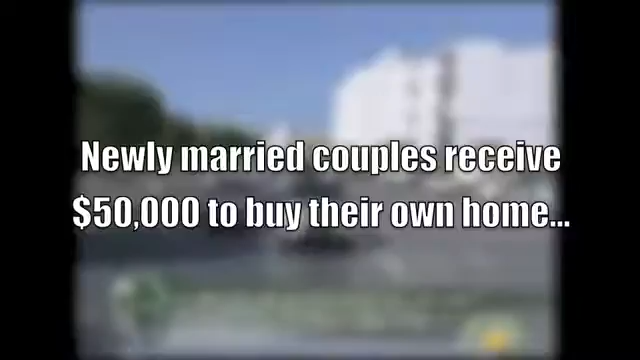 Newly married couples receive
$50,000 to buy their own home...